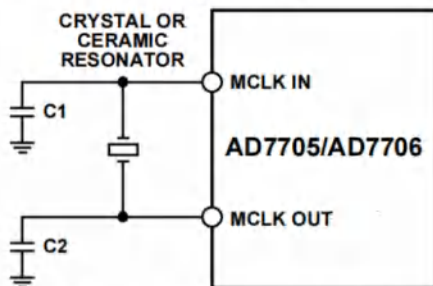 CRYSTAL OR
CERAMIC
RESONATOR
MCLK IN
C1
AD7705/AD7706
MCLK OUT
C2